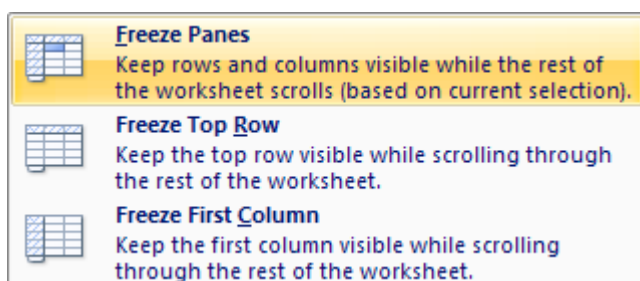 Freeze Panes
Keep rows and columns visible while the rest of
the worksheet scrolls (based on current selection).
Freeze Top Row
Keep the top row visible while scrolling through
the rest of the worksheet.
Freeze First Column
Keep the first column visible while scrolling
through the rest of the worksheet.